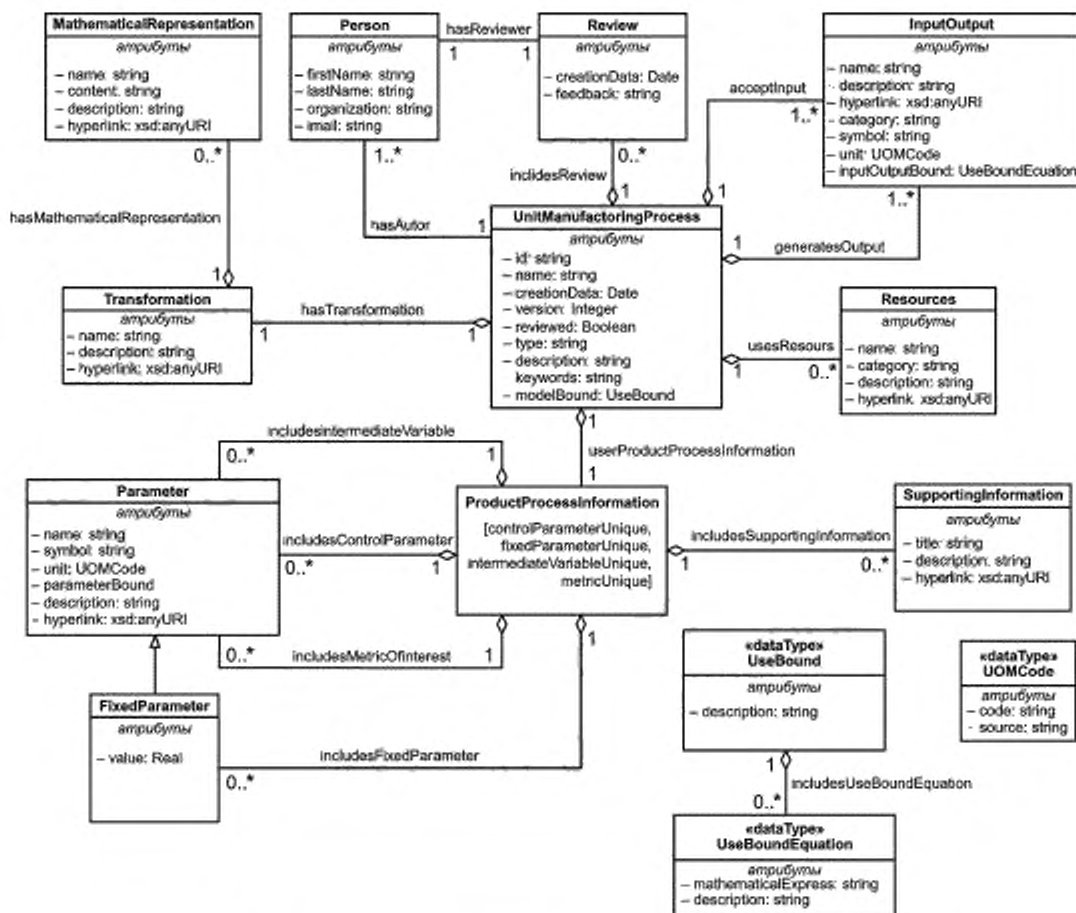 MathematicalRepresentation
атрибуты
– name: string
– content: string
– description: string
– hyperlink: xsd:anyURI
0..*
hasMathematicalRepresentation
1
Person
атрибуты
– firstName: string
– lastName: string
– organization: string
– imail: string
1..*
hasAutor
1
hasReviewer
1
1
Review
атрибуты
– creationData: Date
– feedback: string
0..*
inclidesReview
1
InputOutput
атрибуты
– name: string
- description: string
– hyperlink: xsd:anyURI
– category: string
– symbol: string
– unit: UOMCode
– inputOutputBound: UseBoundEcuation
acceptInput
1..*
1
1..*
1
generatesOutput
UnitManufactoringProcess
атрибуты
– id: string
– name: string
– creationData: Date
– version: Integer
– reviewed: Boolean
– type: string
– description: string
keywords: string
– modelBound: UseBound
Transformation
атрибуты
– name: string
– description: string
– hyperlink: xsd:anyURI
hasTransformation
1
1
Resources
атрибуты
– name: string
– category: string
– description: string
– hyperlink. xsd:anyURI
usesResours
1
0..*
1
userProductProcessInformation
1
includesintermediateVariable
0..*
1
Parameter
атрибуты
– name: string
– symbol: string
– unit: UOMCode
– parameterBound
– description: string
– hyperlink: xsd:anyURI
includesControlParameter
0..*
1
ProductProcessInformation
[controlParameterUnique,
fixedParameterUnique,
intermediateVariableUnique,
metricUnique]
includesSupportingInformation
1
0..*
SupportingInformation
атрибуты
– title: string
– description: string
– hyperlink: xsd:anyURI
0..*
includesMetricOfinterest
1
1
FixedParameter
атрибуты
– value: Real
includesFixedParameter
0..*
«dataType»
UseBound
атрибуты
– description: string
1
includesUseBoundEquation
0..*
«dataType»
UOMCode
атрибуты
– code: string
- source: string
«dataType»
UseBoundEquation
атрибуты
– mathematicalExpress: string
– description: string